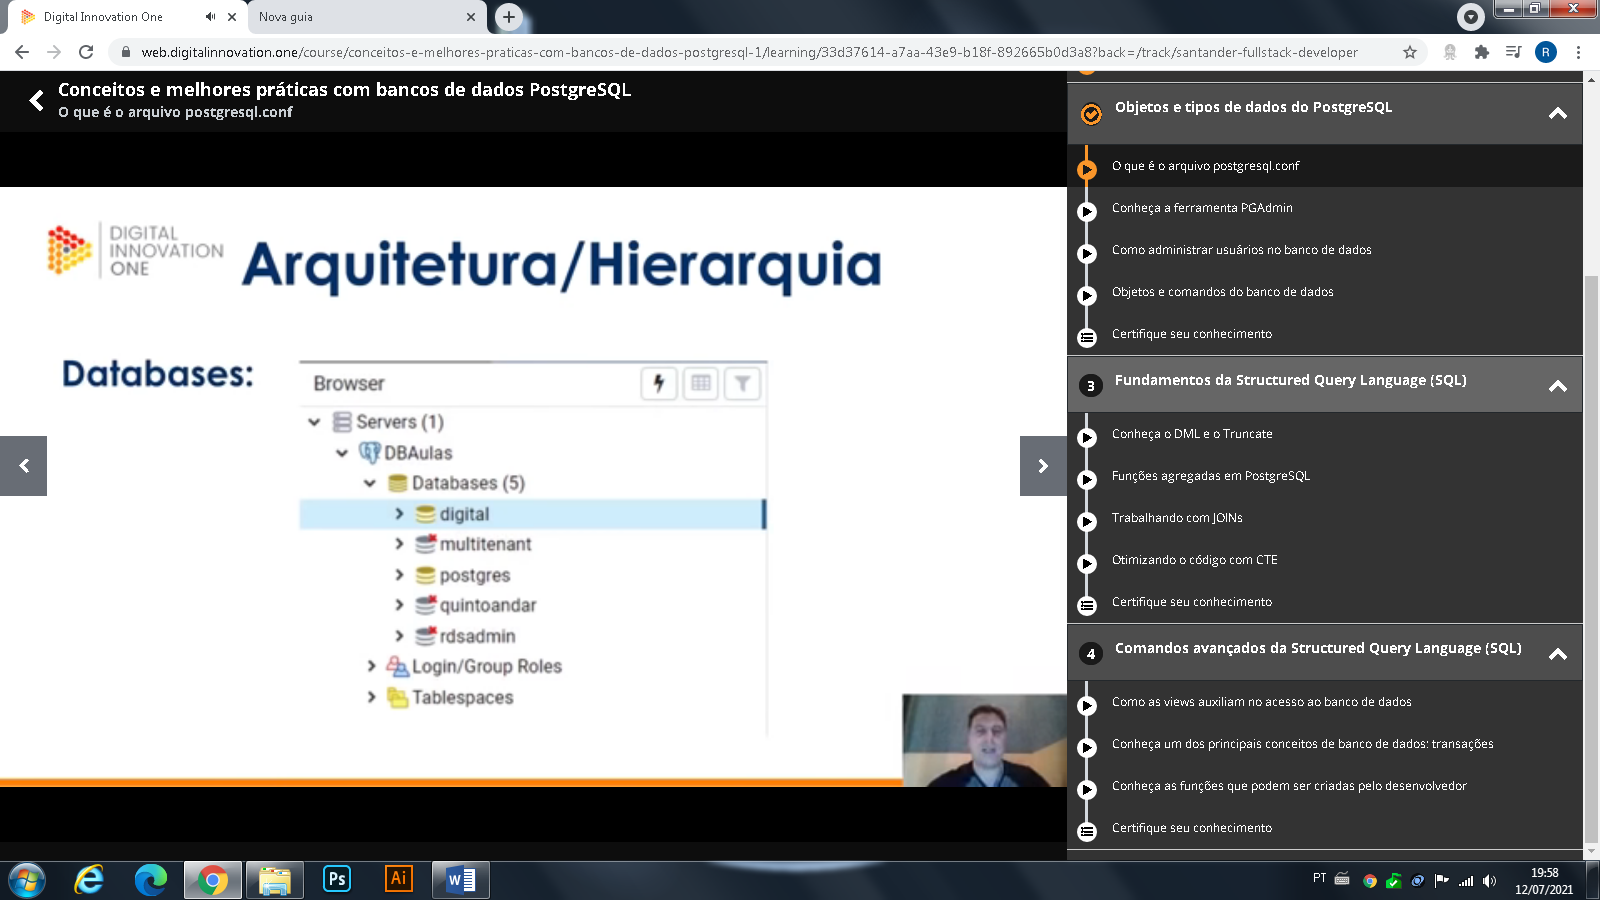 Digital Innovation One
Nova guia
web.digitalinnovation.one/course/conceitos-e-melhores-praticas-com-bancos-de-dados-postgresql-1/learning/33d37614-a7aa-43e9-b18f-892665b0d3a8?back=/track/santander-fullstack-developer
R
Conceitos e melhores práticas com bancos de dados PostgreSQL
O que é o arquivo postgresql.conf
DIGITAL
INNOVATION
ONE
Arquitetura/Hierarquia
Databases:
Browser
Servers (1)
DBAulas
Databases (5)
digital
multitenant
postgres
quintoandar
rdsadmin
Login/Group Roles
Tablespaces
Objetos e tipos de dados do PostgreSQL
O que é o arquivo postgresql.conf
Conheça a ferramenta PGAdmin
Como administrar usuários no banco de dados
Objetos e comandos do banco de dados
Certifique seu conhecimento
3 Fundamentos da Structured Query Language (SQL)
Conheça o DML e o Truncate
Funções agregadas em PostgreSQL
Trabalhando com JOINs
Otimizando o código com CTE
Certifique seu conhecimento
4 Comandos avançados da Structured Query Language (SQL)
Como as views auxiliam no acesso ao banco de dados
Conheça um dos principais conceitos de banco de dados: transações
Conheça as funções que podem ser criadas pelo desenvolvedor
Certifique seu conhecimento
Ps
Ai
W
PT
19:58
12/07/2021